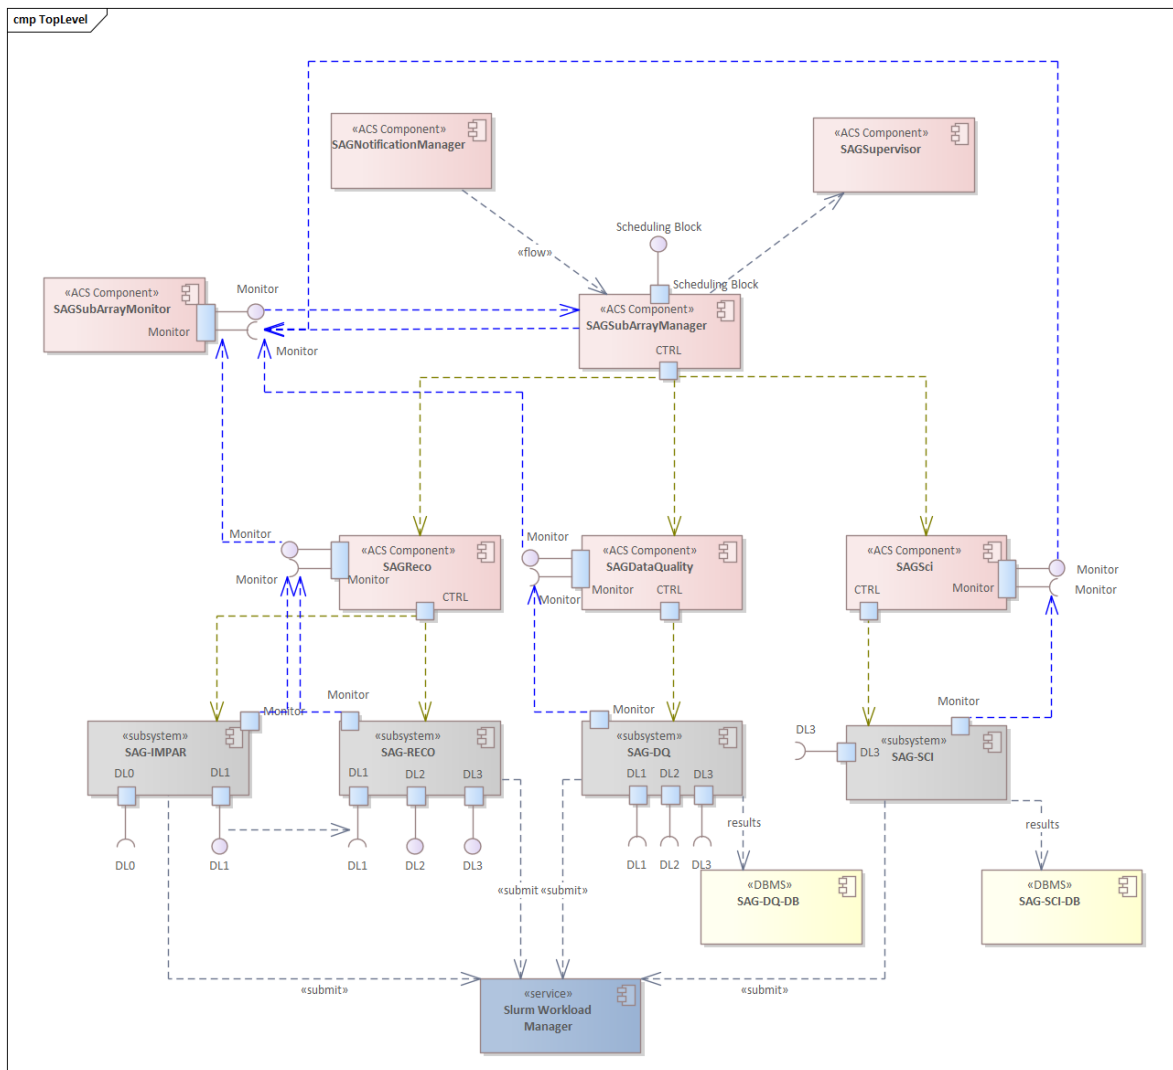 cmp TopLevel
«ACS Component»
SAGNotificationManager
«ACS Component»
SAGSupervisor
Scheduling Block
«flow»
Scheduling Block
«ACS Component»
SAGSubArrayMonitor
Monitor
Monitor
Monitor
«ACS Component»
SAGSubArrayManager
CTRL
Monitor
Monitor
«ACS Component»
SAGReco
Monitor
CTRL
Monitor
Monitor
«ACS Component»
SAGDataQuality
Monitor
CTRL
«ACS Component»
SAGSci
CTRL
Monitor
Monitor
Monitor
Monitor
Monitor
Monitor
Monitor
«subsystem»
SAG-IMPAR
DL0
DL1
«subsystem»
SAG-RECO
DL1
DL2
DL3
«subsystem»
SAG-DQ
DL1
DL2
DL3
DL3
DL3
«subsystem»
SAG-SCI
results
results
DL0
DL1
DL1
DL2
DL3
DL1
DL2
DL3
«submit»
«submit»
«DBMS»
SAG-DQ-DB
«DBMS»
SAG-SCI-DB
«submit»
«submit»
«service»
Slurm Workload
Manager